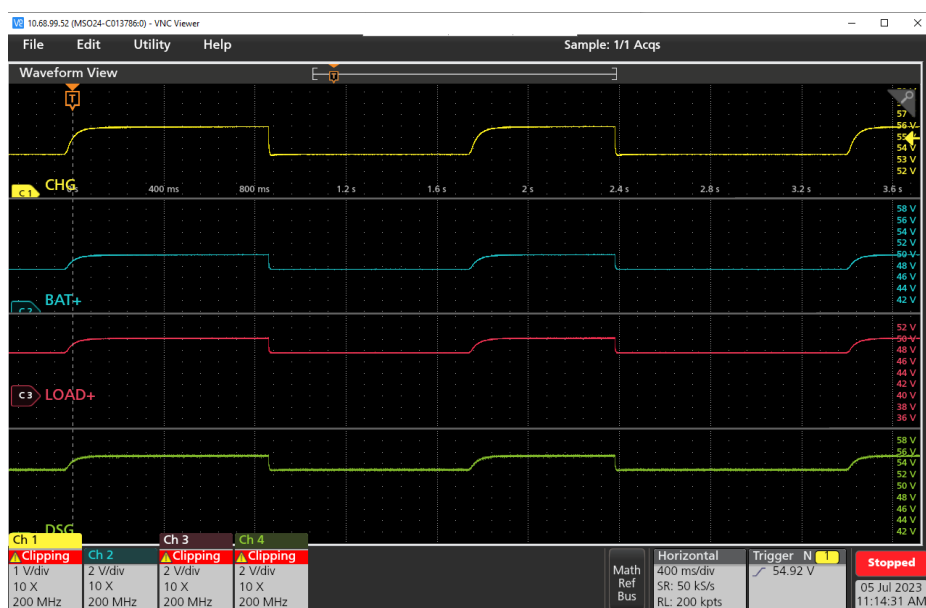 10.68.99.52 (MSO24-C013786:0) - VNC Viewer
File Edit Utility Help Sample: 1/1 Acqs
Waveform View
T
T
57
56 V
55 V
54 V
53 V
52 V
C 1 CHG
400 ms 800 ms 1.2 s 1.6 s 2 s 2.4 s 2.8 s 3.2 s 3.6 s
58 V
56 V
54 V
52 V
50 V
48 V
46 V
44 V
42 V
BAT+
52 V
50 V
48 V
46 V
44 V
42 V
40 V
38 V
36 V
C 3 LOAD+
58 V
56 V
54 V
52 V
50 V
48 V
46 V
44 V
42 V
DSG
Ch 1
Clipping
1 V/div
10 X
200 MHz
Ch 2
2 V/div
10 X
200 MHz
Ch 3
Clipping
2 V/div
10 X
200 MHz
Ch 4
Clipping
2 V/div
10 X
200 MHz
Math
Ref
Bus
Horizontal
400 ms/div
SR: 50 kS/s
RL: 200 kpts
Trigger N 1
54.92 V
Stopped
05 Jul 2023
11:14:31 AM